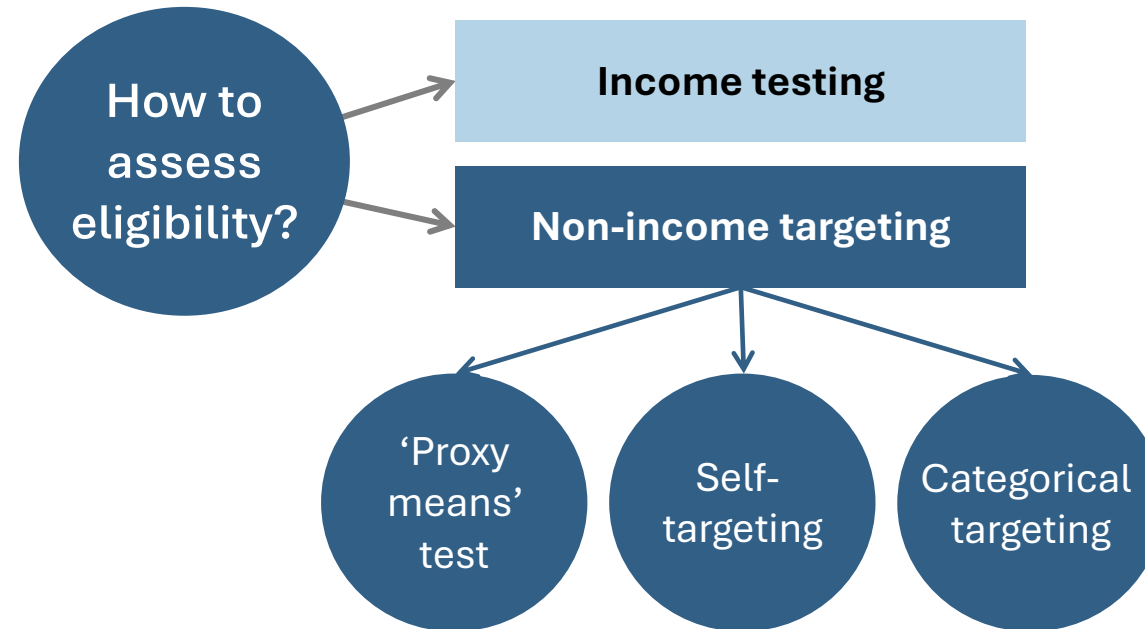 How to
assess
eligibility?
Income testing
Non-income targeting
‘Proxy
means’
test
Self-
targeting
Categorical
targeting